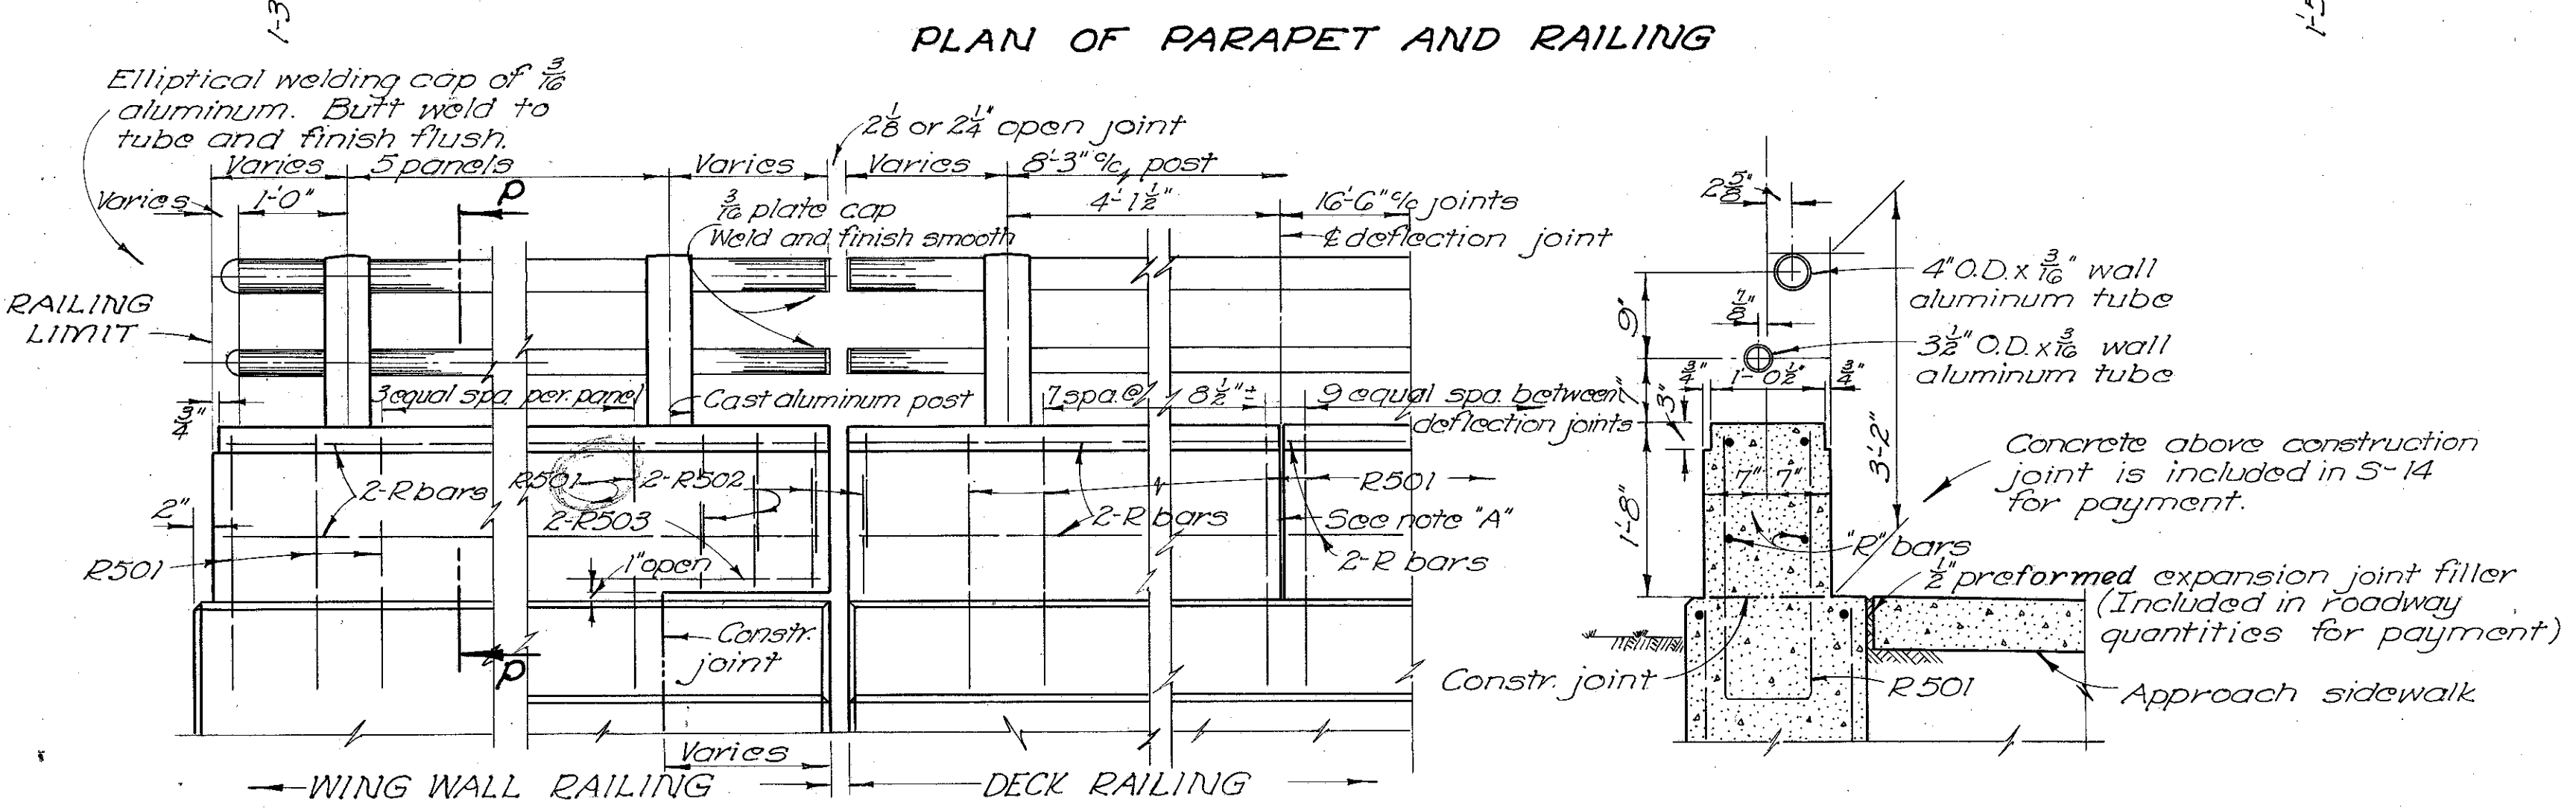 1'-3
1'-5
PLAN OF PARAPET AND RAILING
Elliptical welding cap of 3/16
aluminum. Butt weld to
tube and finish flush.
2 1/8 or 2 1/4" open joint
Varies
5 panels
Varies
Varies
8'-3" c/c post
Varies
1'-0"
P
3/16 plate cap
Weld and finish smooth
4'-1 1/2"
16'-6" c/c joints
℄ deflection joint
RAILING
LIMIT
3 equal spa. per. panel
Cast aluminum post
7 spa. @ 8 1/2" ±
9 equal spa. between
deflection joints
3/4"
2-R bars
R501
2-R502
2-R503
2"
R501
1" open
2-R bars
R501
See note "A"
2-R bars
Constr.
joint
P
Varies
WING WALL RAILING
DECK RAILING
2 5/8"
4" O.D. x 3/16" wall
aluminum tube
7/8"
9"
3 1/2" O.D. x 3/16 wall
aluminum tube
3/4"
1'-0 1/2"
3/4"
7"
3"
3'-2"
Concrete above construction
joint is included in S-14
for payment.
7" 7"
1'-8"
"R" bars
1/2" preformed expansion joint filler
(Included in roadway
quantities for payment)
Constr. joint
R501
Approach sidewalk